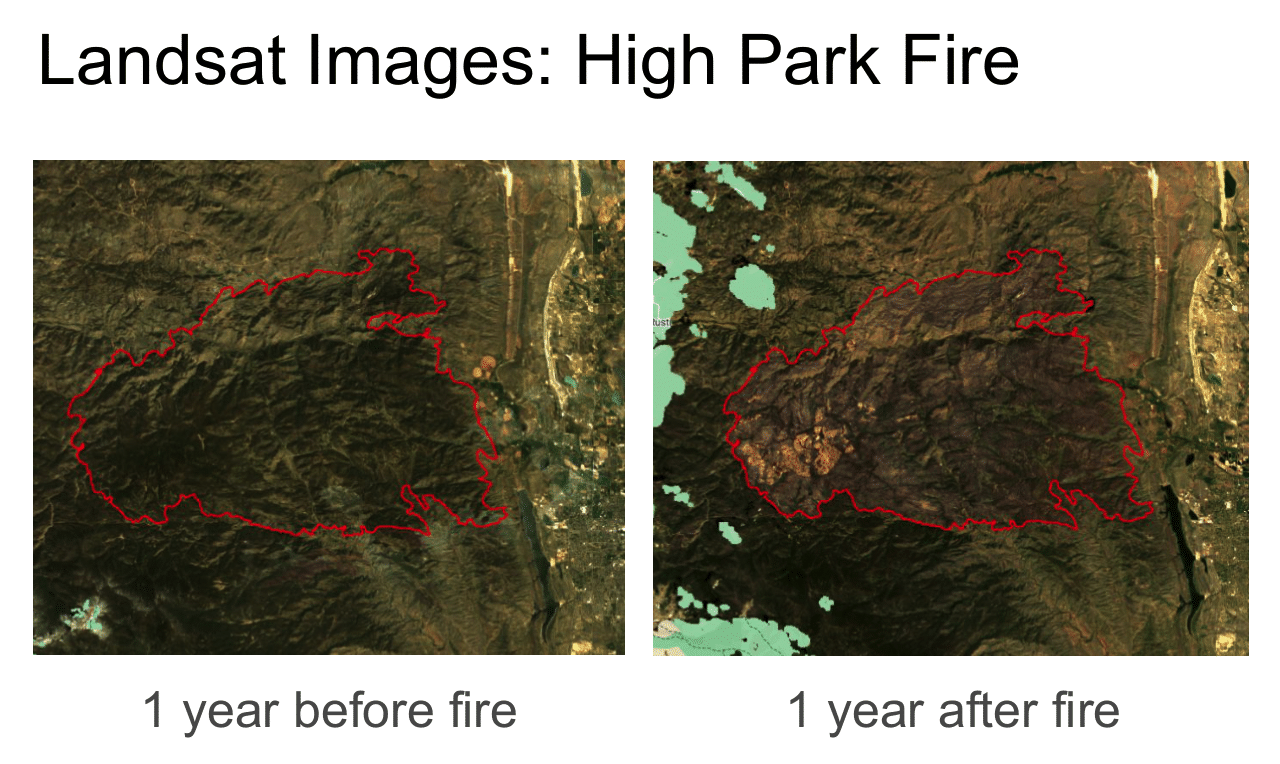 Landsat Images: High Park Fire
1 year before fire
1 year after fire